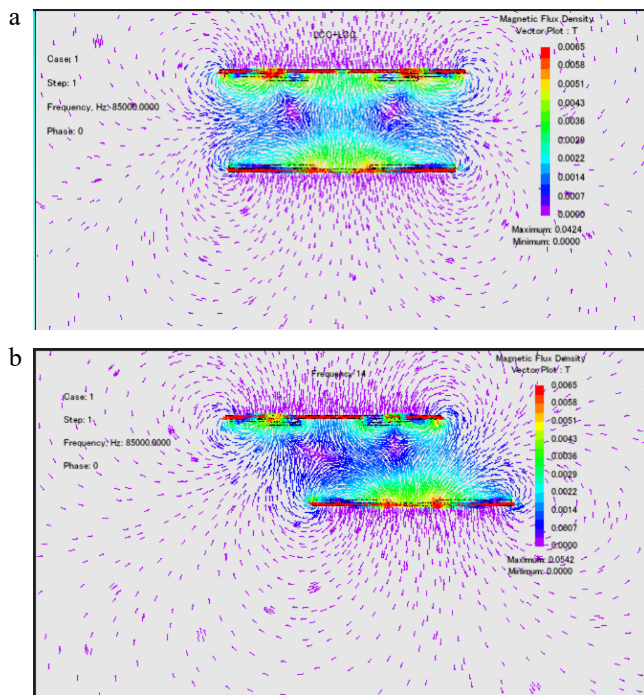 a
LCC+LCC
Case: 1
Step: 1
Frequency, Hz: 85000.0000
Phase: 0
Magnetic Flux Density
Vector Plot : T
0.0065
0.0058
0.0051
0.0043
0.0036
0.0029
0.0022
0.0014
0.0007
0.0000
Maximum: 0.0424
Minimum: 0.0000
b
Frequency 14
Case: 1
Step: 1
Frequency, Hz: 85000.0000
Phase: 0
Magnetic Flux Density
Vector Plot : T
0.0065
0.0058
0.0051
0.0043
0.0036
0.0029
0.0022
0.0014
0.0007
0.0000
Maximum: 0.0542
Minimum: 0.0000